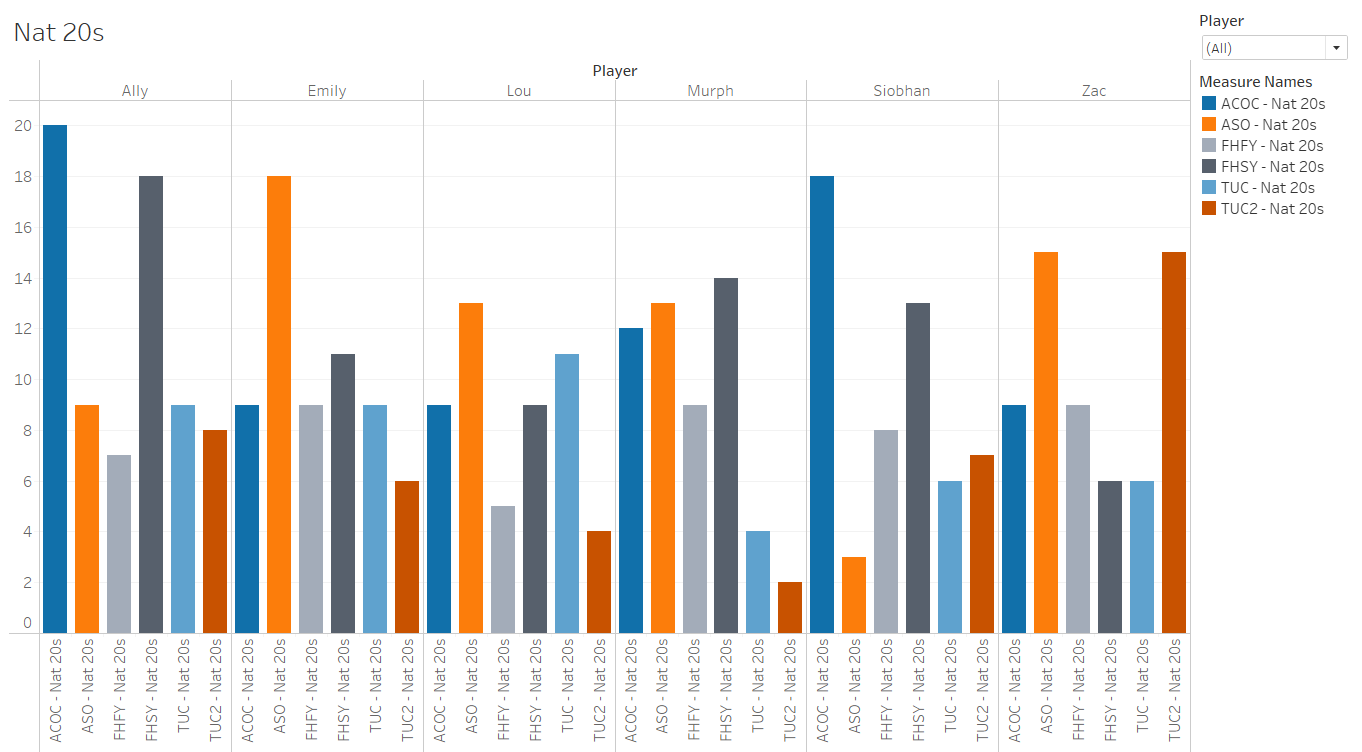 Nat 20s
Player
Ally Emily Lou Murph Siobhan Zac
20
18
16
14
12
10
8
6
4
2
0
ACOC - Nat 20s
ASO - Nat 20s
FHFY - Nat 20s
FHSY - Nat 20s
TUC - Nat 20s
TUC2 - Nat 20s
ACOC - Nat 20s
ASO - Nat 20s
FHFY - Nat 20s
FHSY - Nat 20s
TUC - Nat 20s
TUC2 - Nat 20s
ACOC - Nat 20s
ASO - Nat 20s
FHFY - Nat 20s
FHSY - Nat 20s
TUC - Nat 20s
TUC2 - Nat 20s
ACOC - Nat 20s
ASO - Nat 20s
FHFY - Nat 20s
FHSY - Nat 20s
TUC - Nat 20s
TUC2 - Nat 20s
ACOC - Nat 20s
ASO - Nat 20s
FHFY - Nat 20s
FHSY - Nat 20s
TUC - Nat 20s
TUC2 - Nat 20s
ACOC - Nat 20s
ASO - Nat 20s
FHFY - Nat 20s
FHSY - Nat 20s
TUC - Nat 20s
TUC2 - Nat 20s
Player
(All)
Measure Names
ACOC - Nat 20s
ASO - Nat 20s
FHFY - Nat 20s
FHSY - Nat 20s
TUC - Nat 20s
TUC2 - Nat 20s